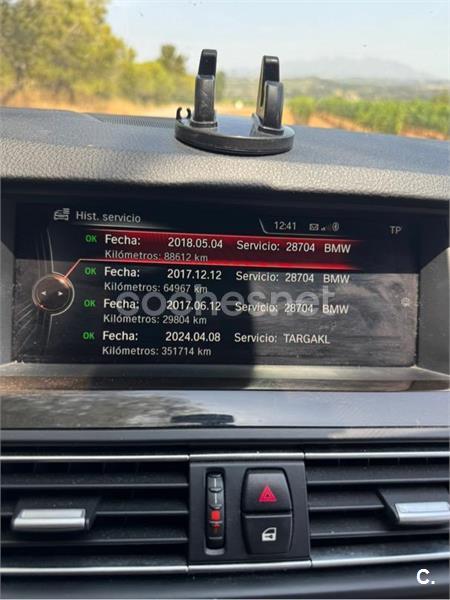 Hist. servicio
12:41
TP
OK Fecha: 2018.05.04 Servicio: 28704 BMW
Kilómetros: 88612 km
OK Fecha: 2017.12.12 Servicio: 28704 BMW
Kilómetros: 64967 km
OK Fecha: 2017.06.12 Servicio: 28704 BMW
Kilómetros: 29804 km
OK Fecha: 2024.04.08 Servicio: TARGAKL
Kilómetros: 351714 km
coches.net
C.